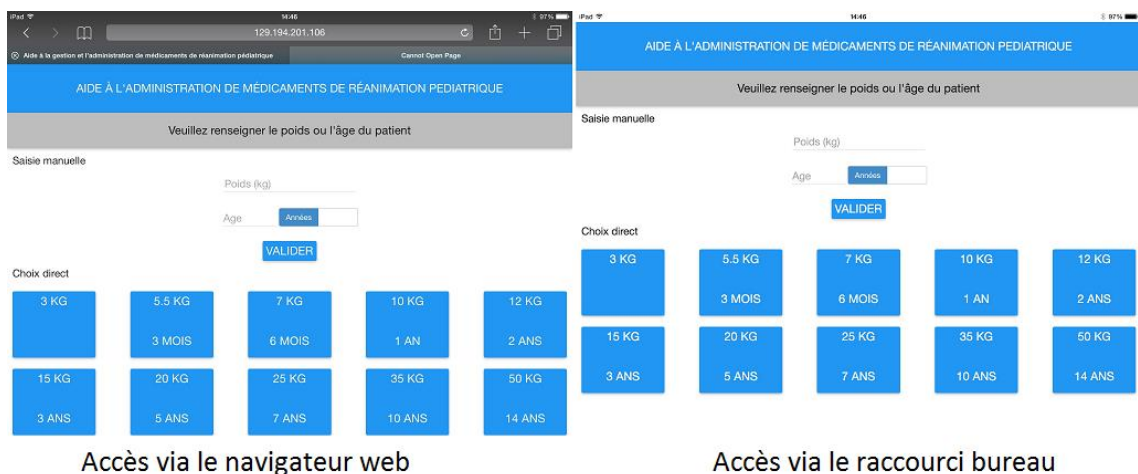 iPad 14:46 97%
129.194.201.106
Aide à la gestion et l'administration de médicaments de réanimation pédiatrique Cannot Open Page
AIDE À L'ADMINISTRATION DE MÉDICAMENTS DE RÉANIMATION PEDIATRIQUE
Veuillez renseigner le poids ou l'âge du patient
Saisie manuelle
Poids (kg)
Age Années
VALIDER
Choix direct
3 KG 5.5 KG 7 KG 10 KG 12 KG
3 MOIS 6 MOIS 1 AN 2 ANS
15 KG 20 KG 25 KG 35 KG 50 KG
3 ANS 5 ANS 7 ANS 10 ANS 14 ANS
Accès via le navigateur web
iPad 14:46 97%
AIDE À L'ADMINISTRATION DE MÉDICAMENTS DE RÉANIMATION PEDIATRIQUE
Veuillez renseigner le poids ou l'âge du patient
Saisie manuelle
Poids (kg)
Age Années
VALIDER
Choix direct
3 KG 5.5 KG 7 KG 10 KG 12 KG
3 MOIS 6 MOIS 1 AN 2 ANS
15 KG 20 KG 25 KG 35 KG 50 KG
3 ANS 5 ANS 7 ANS 10 ANS 14 ANS
Accès via le raccourci bureau